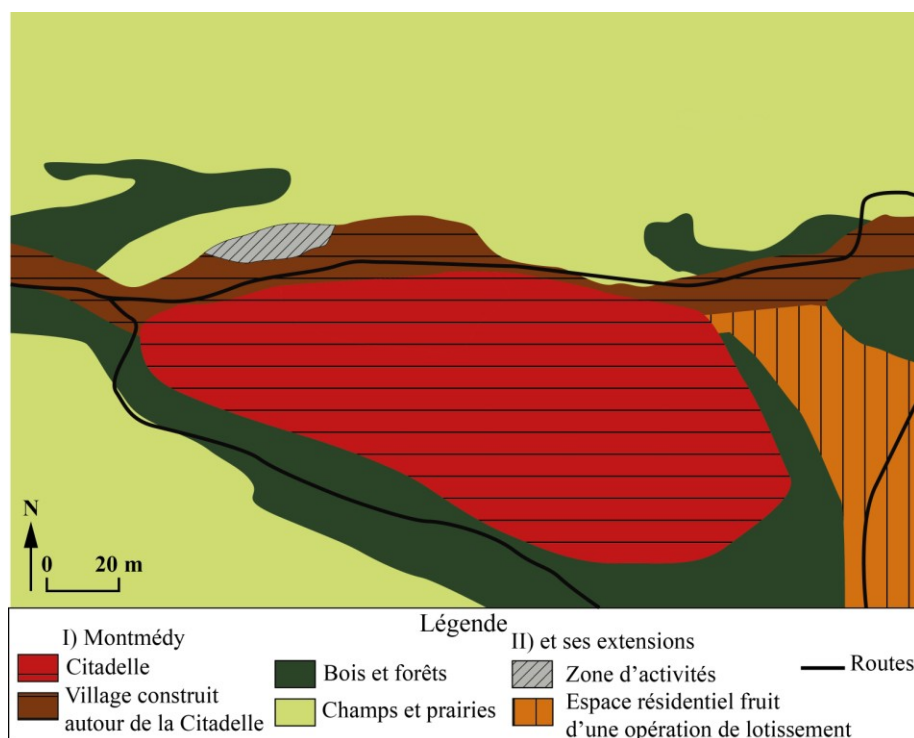 N
0 20 m
Légende
I) Montmédy
Citadelle
Village construit
autour de la Citadelle
Bois et forêts
Champs et prairies
II) et ses extensions
Zone d’activités
Espace résidentiel fruit
d’une opération de lotissement
Routes